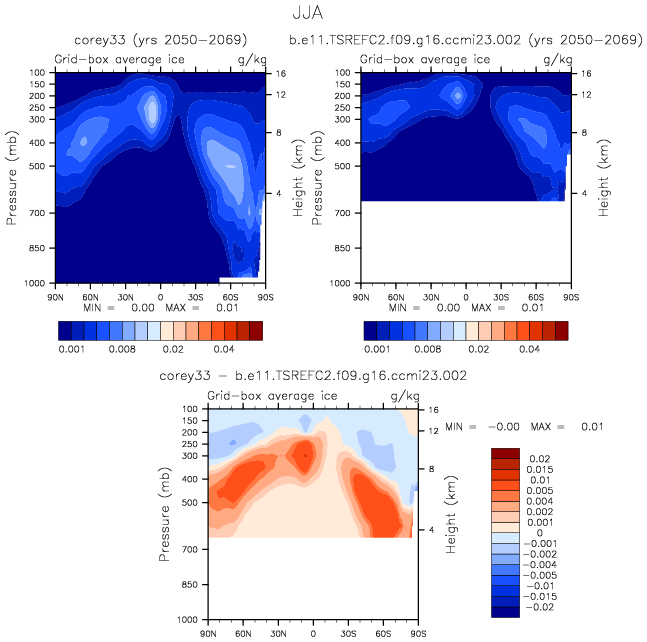 JJA
corey33 (yrs 2050-2069)
b.e11.TSREFC2.f09.g16.ccmi23.002 (yrs 2050-2069)
Grid-box average ice g/kg
Grid-box average ice g/kg
Pressure (mb)
100
150
200
250
300
400
500
700
850
1000
16
12
8
4
Height (km)
90N 60N 30N 0 30S 60S 90S
MIN = 0.00 MAX = 0.01
0.001 0.008 0.02 0.04
Pressure (mb)
100
150
200
250
300
400
500
700
850
1000
16
12
8
4
Height (km)
90N 60N 30N 0 30S 60S 90S
MIN = 0.00 MAX = 0.01
0.001 0.008 0.02 0.04
corey33 - b.e11.TSREFC2.f09.g16.ccmi23.002
Grid-box average ice g/kg
Pressure (mb)
100
150
200
250
300
400
500
700
850
1000
16
12
8
4
Height (km)
90N 60N 30N 0 30S 60S 90S
MIN = -0.00 MAX = 0.01
0.02
0.015
0.01
0.005
0.004
0.002
0.001
0
-0.001
-0.002
-0.004
-0.005
-0.01
-0.015
-0.02